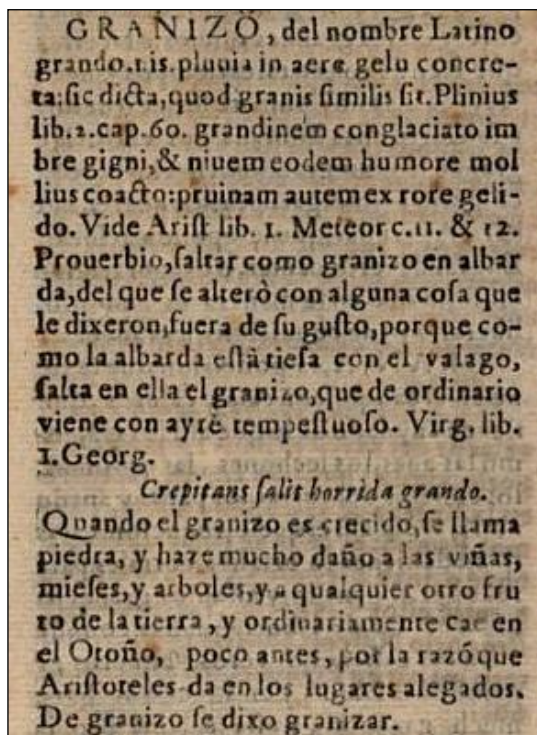 GRANIZO, del nombre Latino
grando.i.is. pluuia in aere gelu concre-
ta: sic dicta, quod granis similis sit. Plinius
lib.2.cap.60. grandinem conglaciato im
bre gigni, & niuem eodem humore mol
lius coacto: pruinam autem ex rore geli-
do. Vide Arist lib. 1. Meteor c.11. & 12.
Prouerbio, saltar como granizo en albar
da, del que se alterò con alguna cosa que
le dixeron, fuera de su gusto, porque co-
mo la albarda està tiesa con el valago,
salta en ella el granizo, que de ordinario
viene con ayre tempestuoso. Virg. lib.
1. Georg.
Crepitans salit horrida grando.
Quando el granizo es crecido, se llama
piedra, y haze mucho daño a las viñas,
mieses, y arboles, y a qualquier otro fru
to de la tierra, y ordinariamente cae en
el Otoño, poco antes, por la razõ que
Aristoteles da en los lugares alegados.
De granizo se dixo granizar.